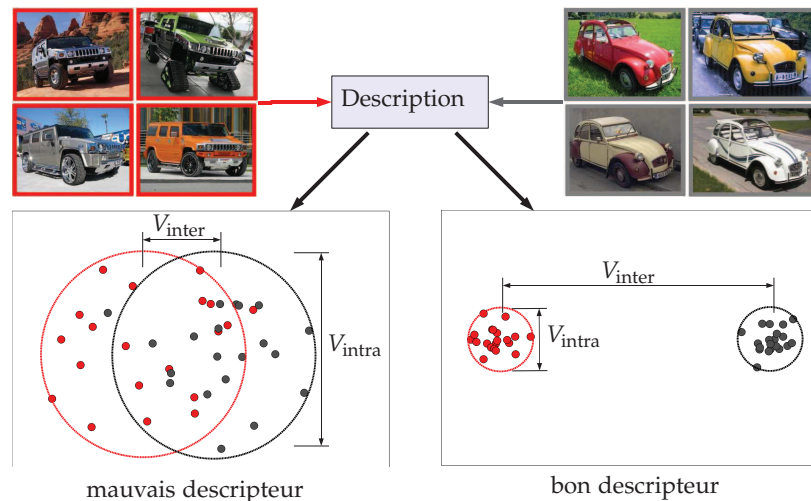 Description
V_inter
V_intra
V_inter
V_intra
mauvais descripteur
bon descripteur